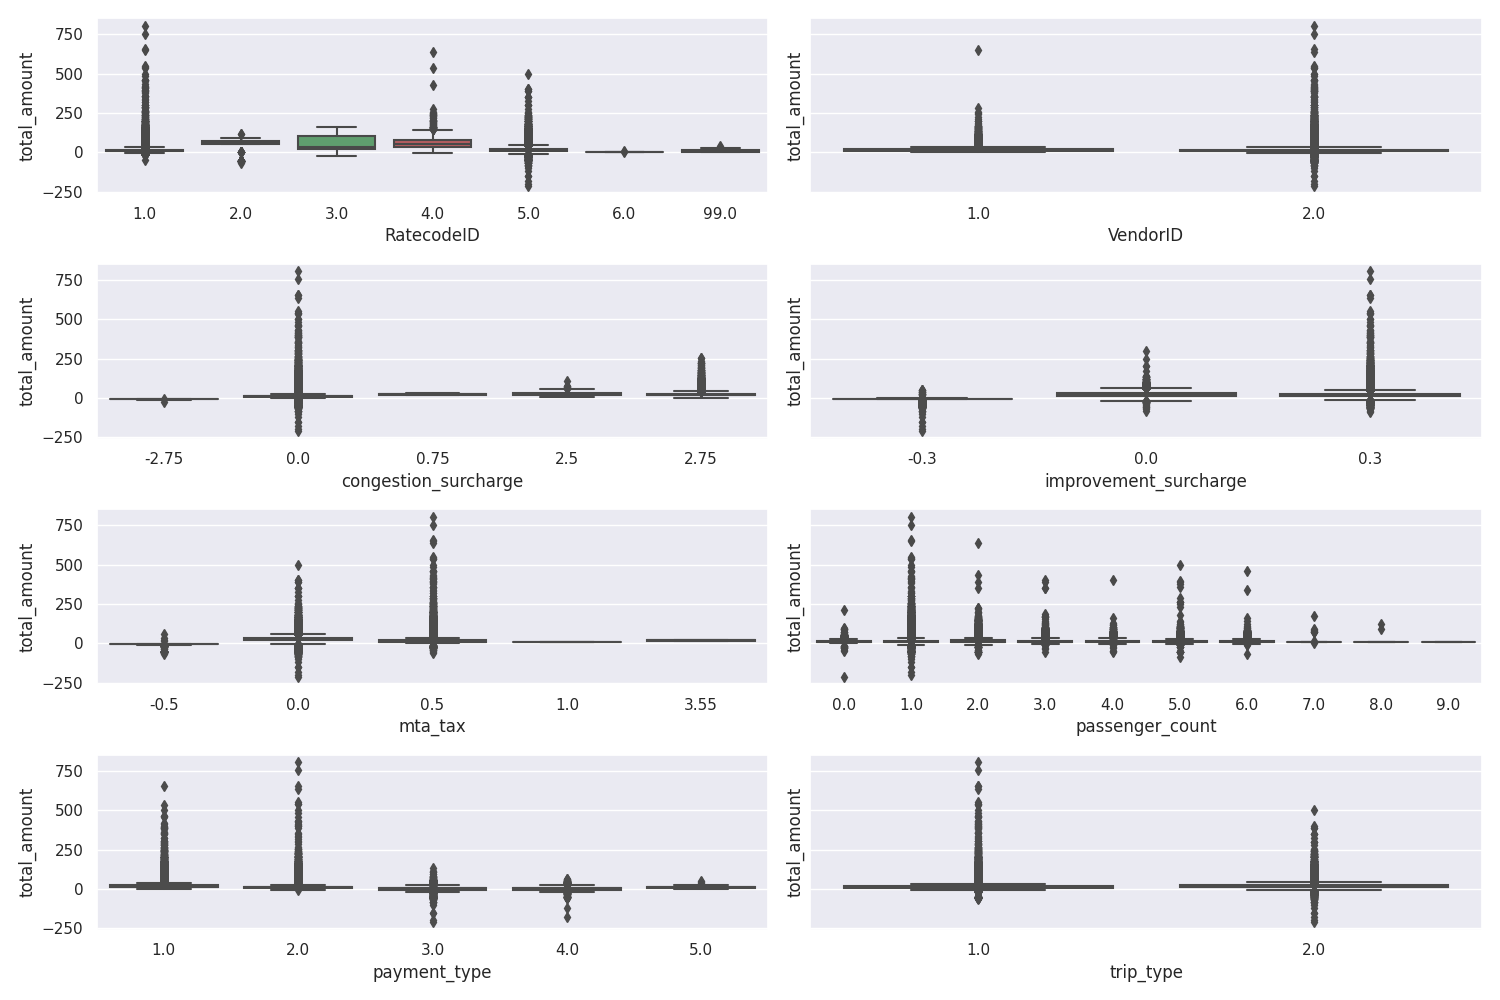 750
500
250
0
−250
total_amount
1.0 2.0 3.0 4.0 5.0 6.0 99.0
RatecodeID
total_amount
1.0 2.0
VendorID
750
500
250
0
−250
total_amount
-2.75 0.0 0.75 2.5 2.75
congestion_surcharge
total_amount
-0.3 0.0 0.3
improvement_surcharge
750
500
250
0
−250
total_amount
-0.5 0.0 0.5 1.0 3.55
mta_tax
total_amount
0.0 1.0 2.0 3.0 4.0 5.0 6.0 7.0 8.0 9.0
passenger_count
750
500
250
0
−250
total_amount
1.0 2.0 3.0 4.0 5.0
payment_type
total_amount
1.0 2.0
trip_type